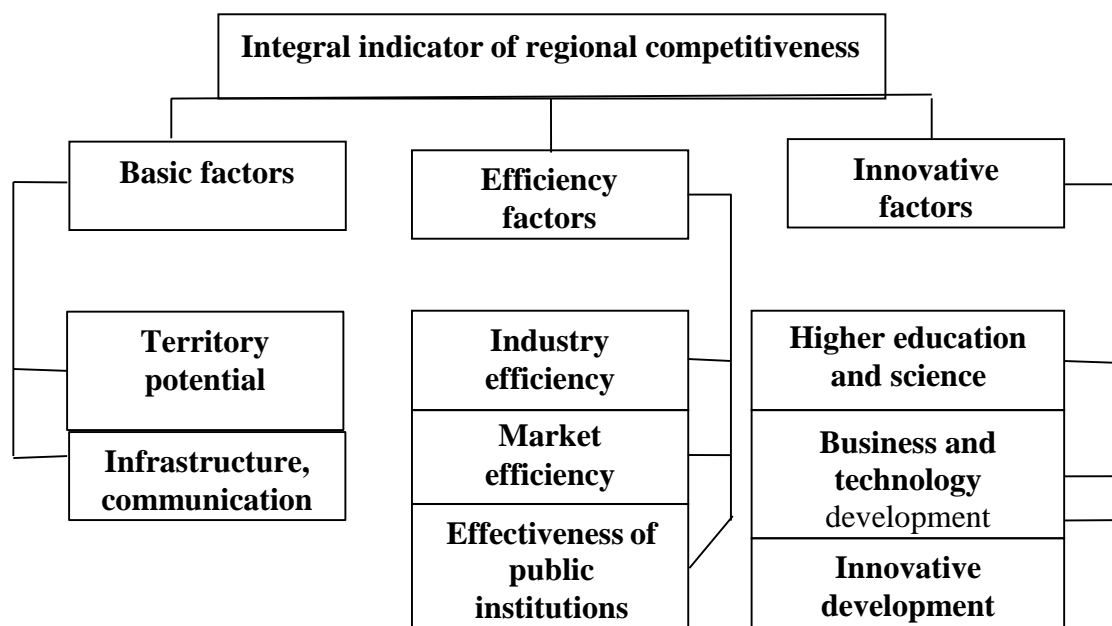 Integral indicator of regional competitiveness
Basic factors
Efficiency
factors
Innovative
factors
Territory
potential
Infrastructure,
communication
Industry
efficiency
Market
efficiency
Effectiveness of
public
institutions
Higher education
and science
Business and
technology
development
Innovative
development